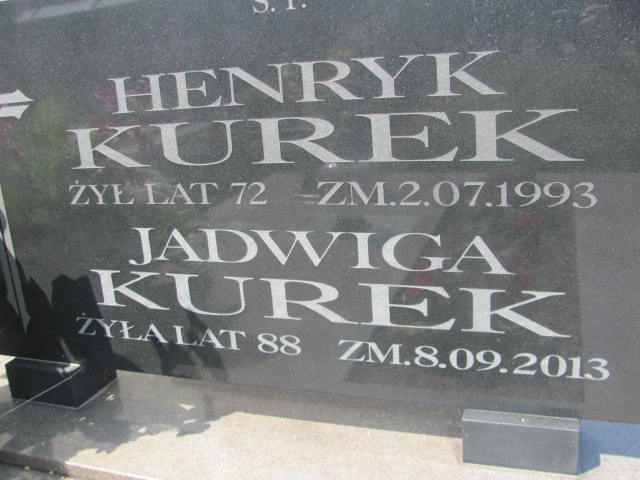 Ś.P.
HENRYK
KUREK
ŻYŁ LAT 72 – ZM.2.07.1993
JADWIGA
KUREK
ŻYŁA LAT 88 ZM.8.09.2013